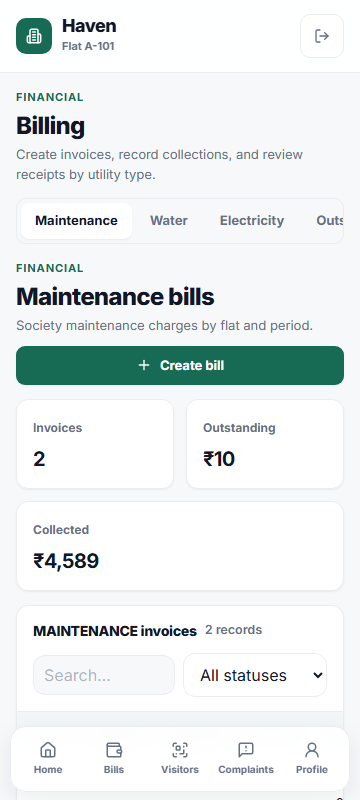 Haven
Flat A-101
FINANCIAL
Billing
Create invoices, record collections, and review
receipts by utility type.
Maintenance Water Electricity Outs
FINANCIAL
Maintenance bills
Society maintenance charges by flat and period.
+ Create bill
Invoices Outstanding
2 ₹10
Collected
₹4,589
MAINTENANCE invoices 2 records
Search... All statuses
Home Bills Visitors Complaints Profile